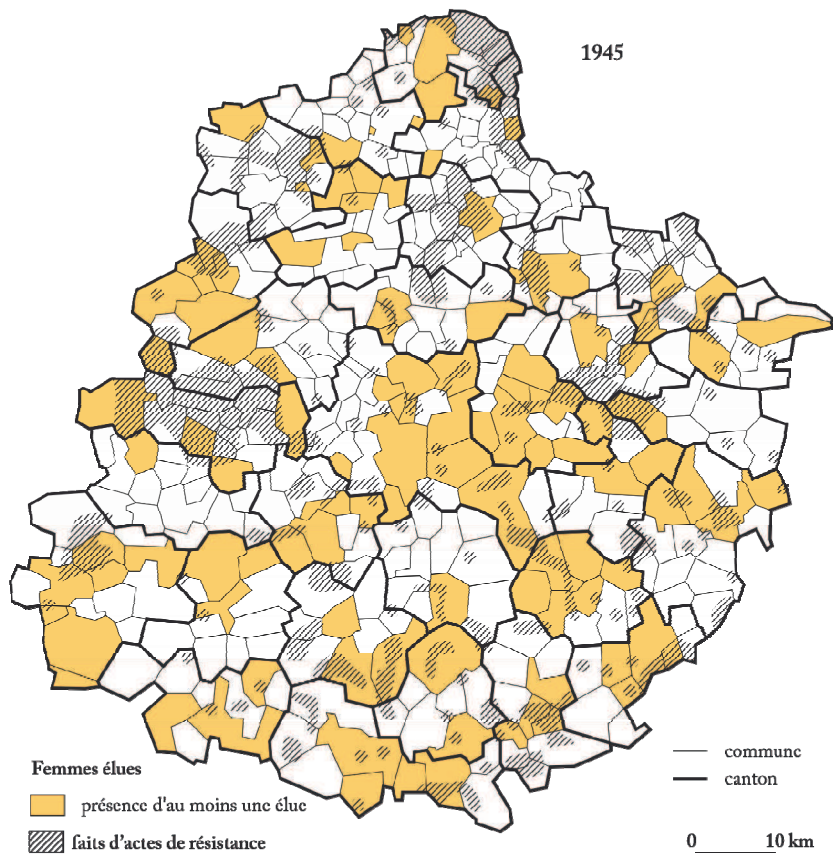 1945
Femmes élues
présence d'au moins une élue
faits d'actes de résistance
commune
canton
0 10 km